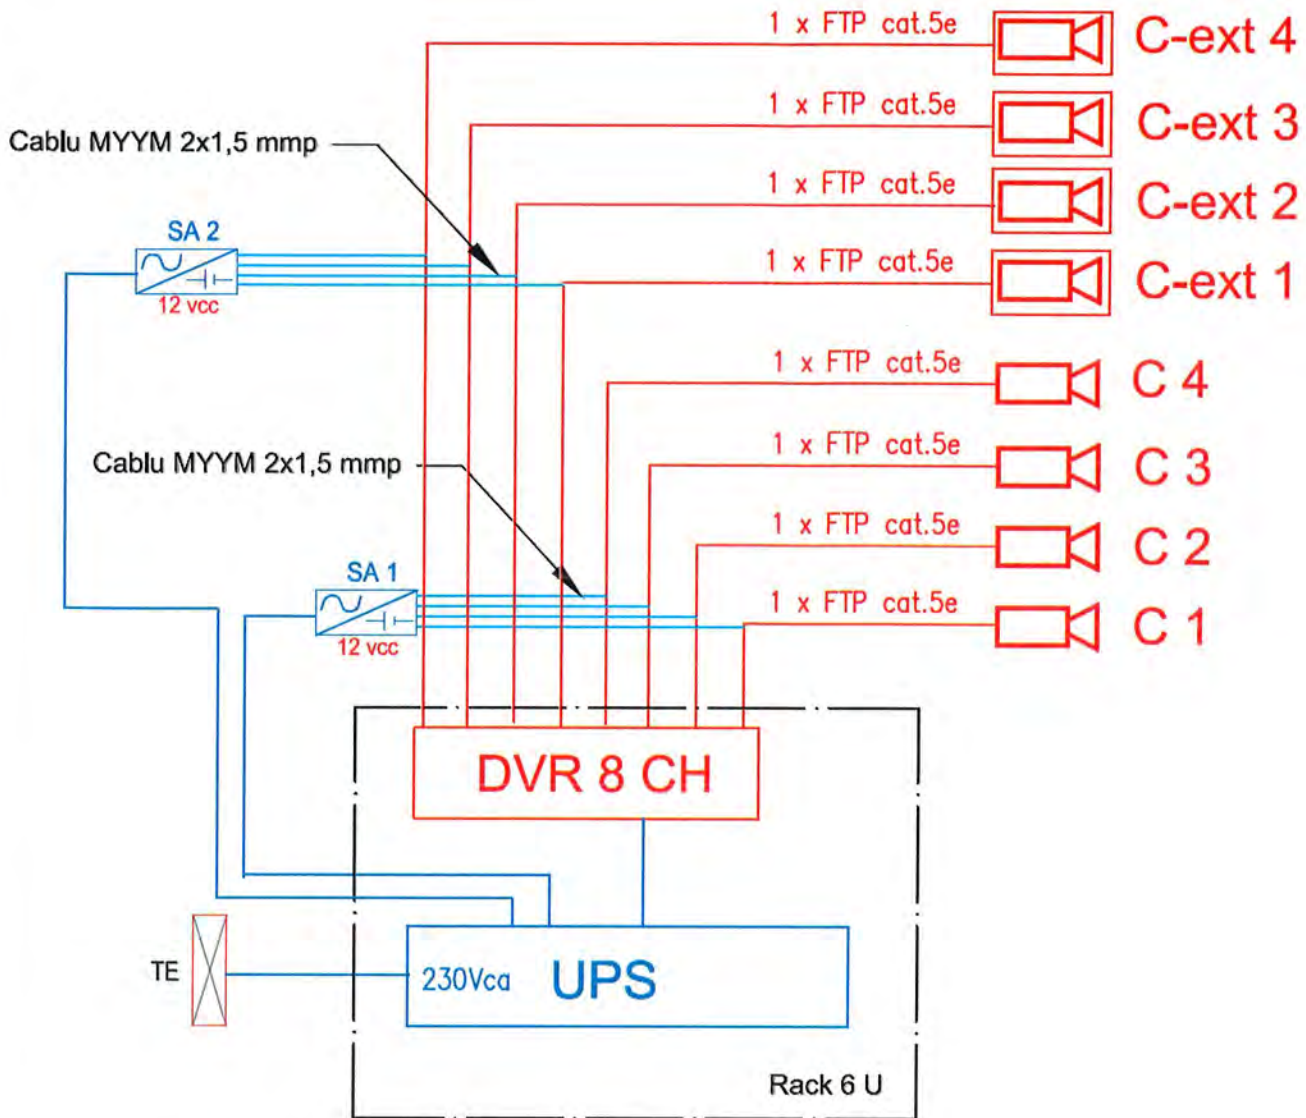 1 x FTP cat.5e
C-ext 4
1 x FTP cat.5e
C-ext 3
Cablu MYYM 2x1,5 mmp
1 x FTP cat.5e
C-ext 2
SA 2
12 vcc
1 x FTP cat.5e
C-ext 1
1 x FTP cat.5e
C 4
Cablu MYYM 2x1,5 mmp
1 x FTP cat.5e
C 3
1 x FTP cat.5e
C 2
SA 1
12 vcc
1 x FTP cat.5e
C 1
DVR 8 CH
TE
230Vca
UPS
Rack 6 U